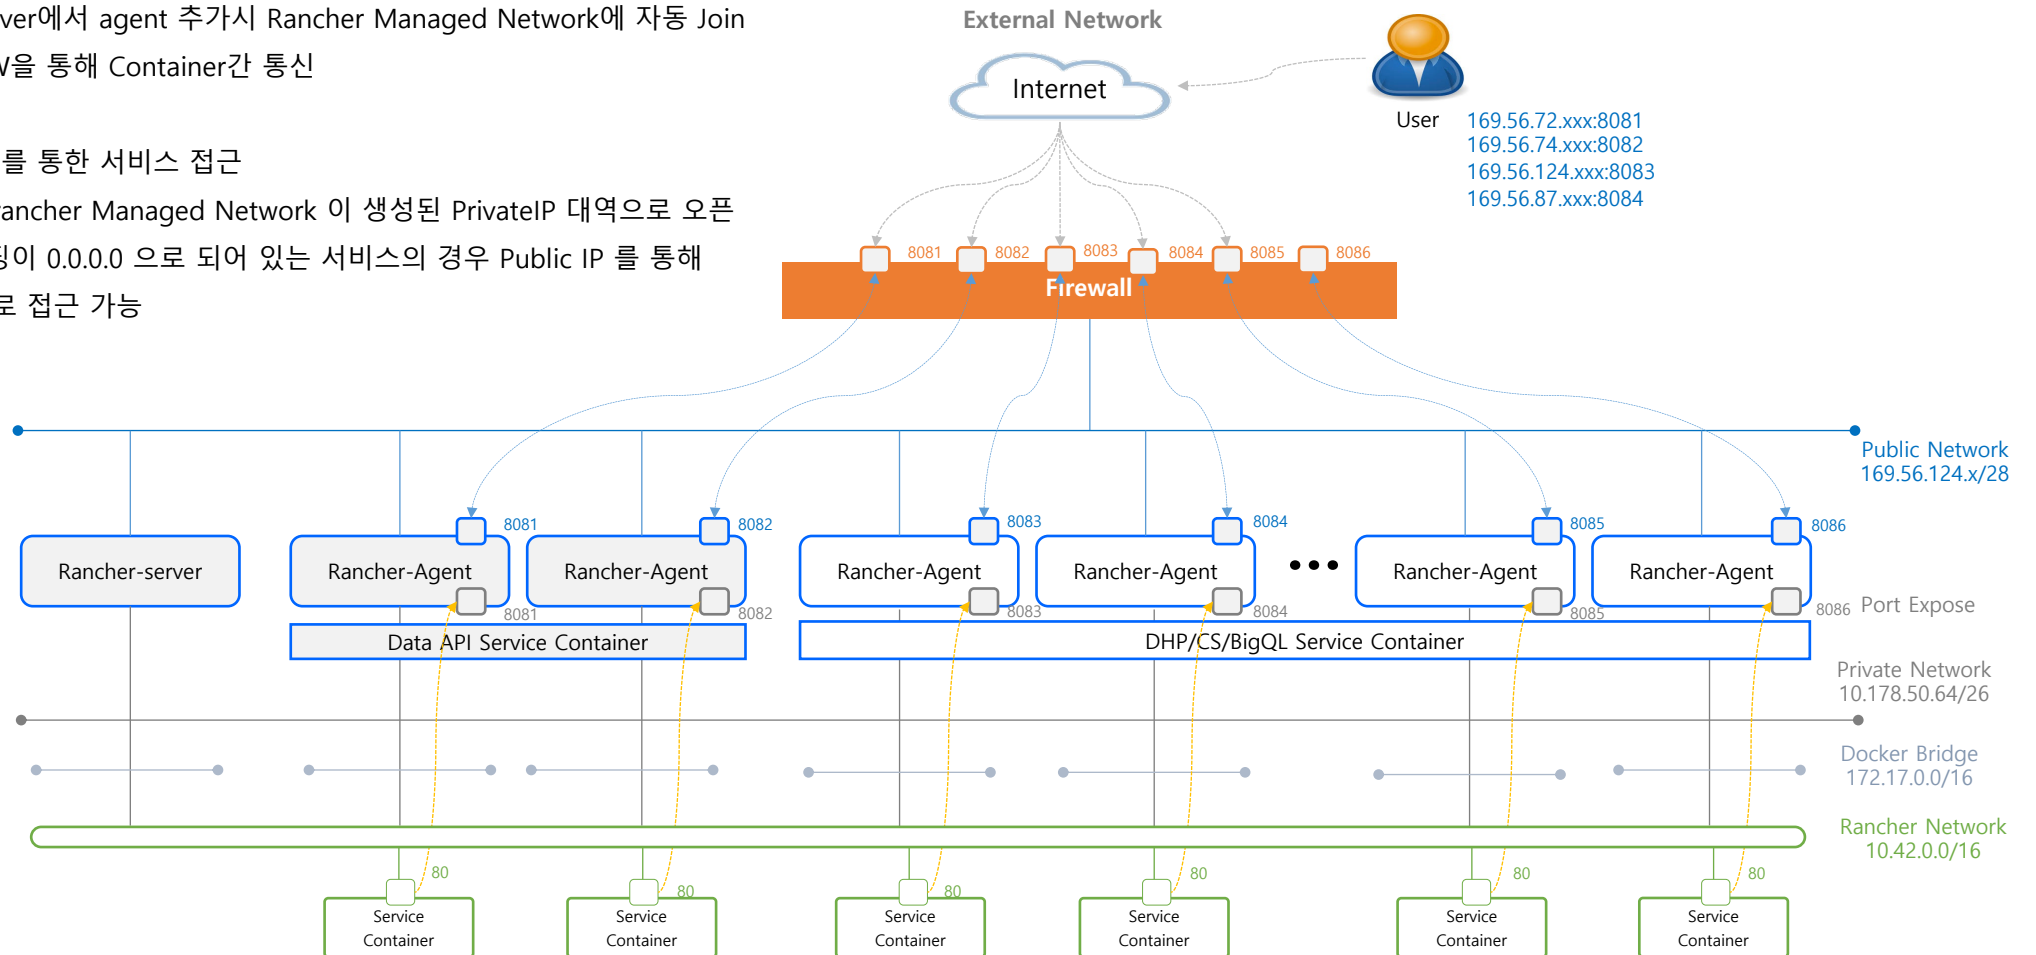 ver에서 agent 추가시 Rancher Managed Network에 자동 Join
을 통해 Container간 통신
를 통한 서비스 접근
ancher Managed Network 이 생성된 PrivateIP 대역으로 오픈
이 0.0.0.0 으로 되어 있는 서비스의 경우 Public IP 를 통해
로 접근 가능
External Network
Internet
User
169.56.72.xxx:8081
169.56.74.xxx:8082
169.56.124.xxx:8083
169.56.87.xxx:8084
8081 8082 8083 8084 8085 8086
Firewall
Public Network
169.56.124.x/28
8081 8082 8083 8084 8085 8086
Rancher-server Rancher-Agent Rancher-Agent Rancher-Agent Rancher-Agent Rancher-Agent Rancher-Agent
8081 8082 8083 8084 8085 8086 Port Expose
Data API Service Container DHP/CS/BigQL Service Container
Private Network
10.178.50.64/26
Docker Bridge
172.17.0.0/16
Rancher Network
10.42.0.0/16
80 80 80 80 80 80
Service Service Service Service Service Service
Container Container Container Container Container Container